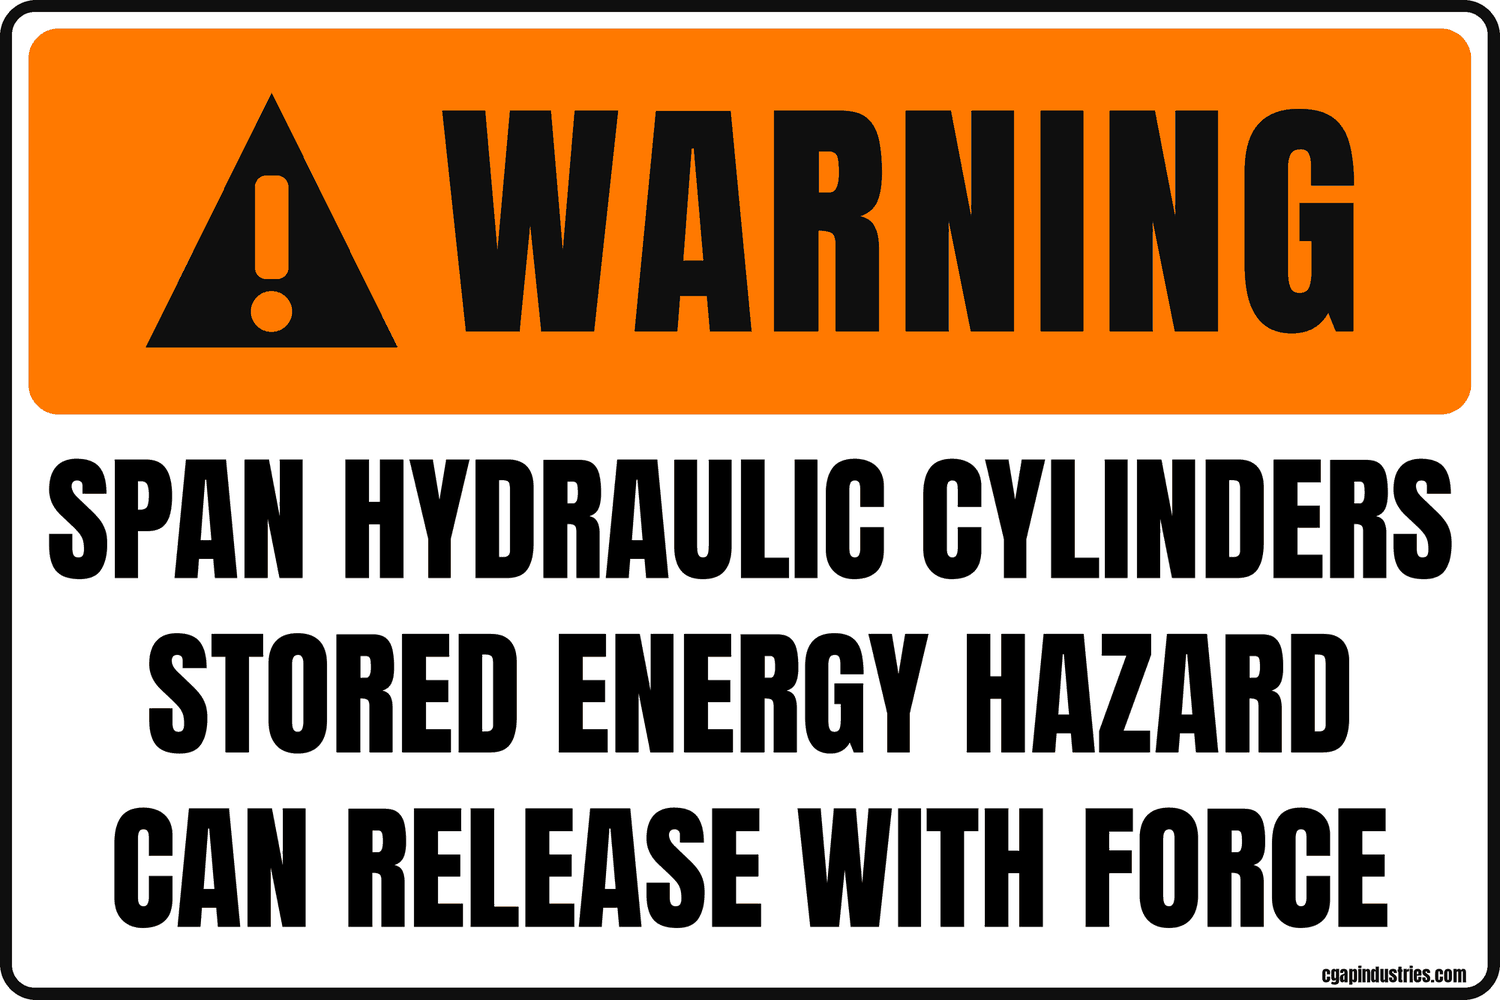 WARNING
SPAN HYDRAULIC CYLINDERS
STORED ENERGY HAZARD
CAN RELEASE WITH FORCE
cgapindustries.com